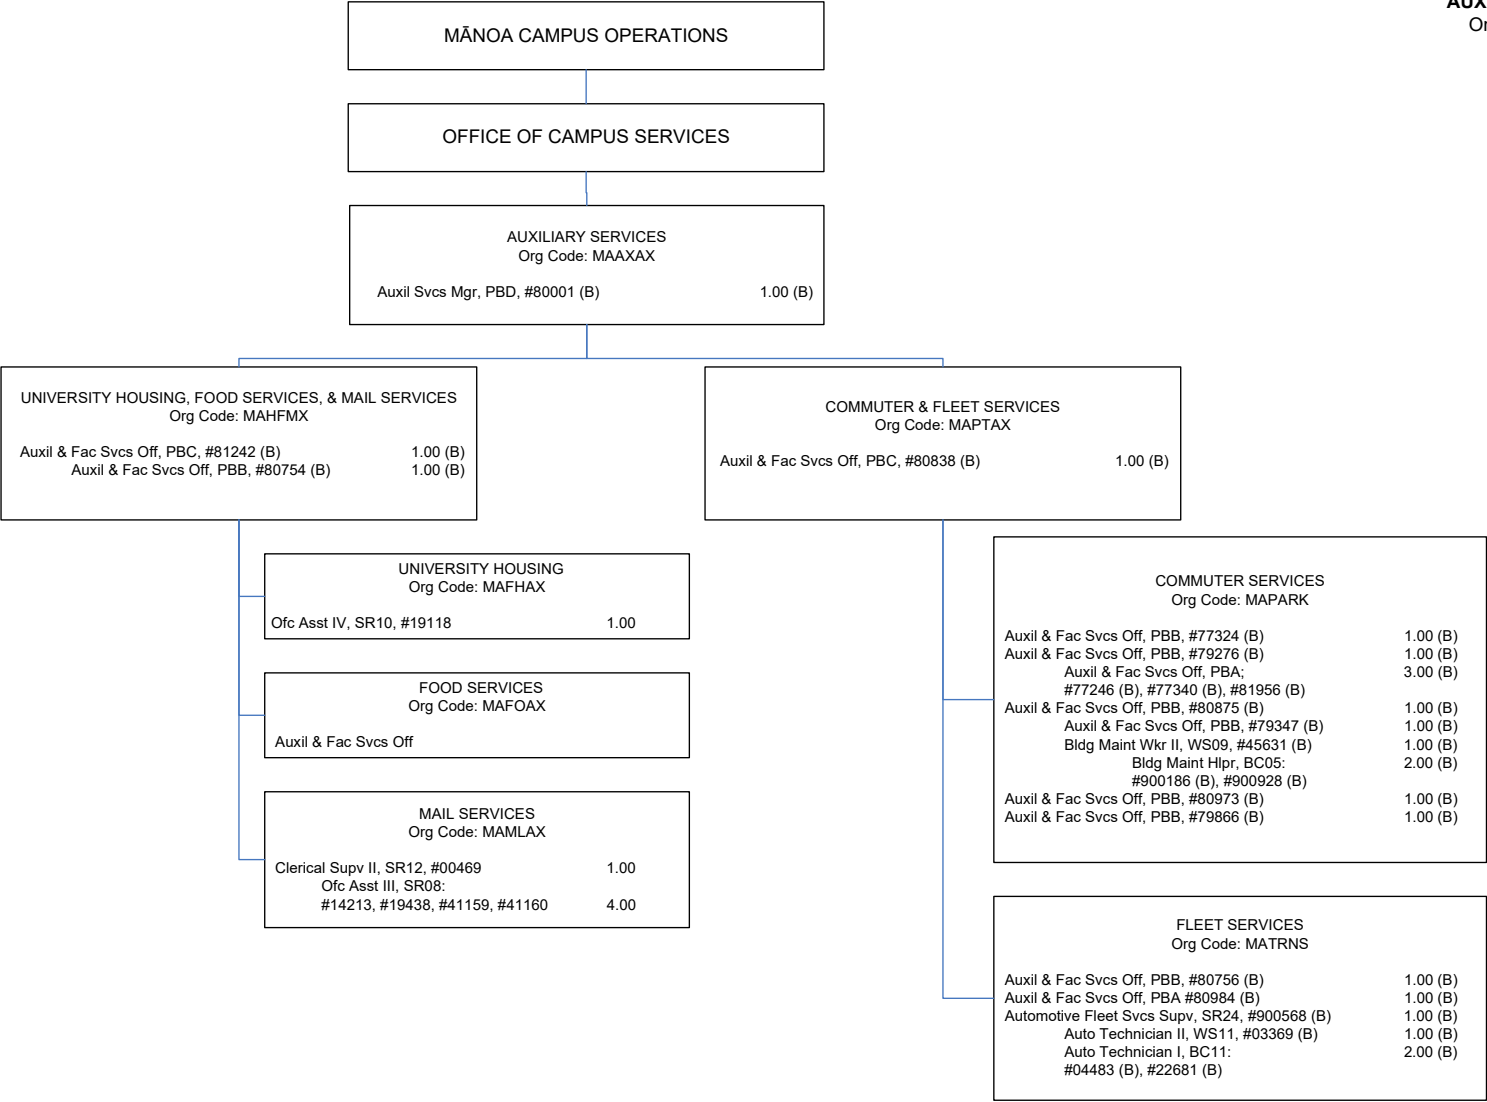 AUX
Or
MĀNOA CAMPUS OPERATIONS
OFFICE OF CAMPUS SERVICES
AUXILIARY SERVICES
Org Code: MAAXAX
Auxil Svcs Mgr, PBD, #80001 (B) 1.00 (B)
UNIVERSITY HOUSING, FOOD SERVICES, & MAIL SERVICES
Org Code: MAHFMX
Auxil & Fac Svcs Off, PBC, #81242 (B) 1.00 (B)
Auxil & Fac Svcs Off, PBB, #80754 (B) 1.00 (B)
COMMUTER & FLEET SERVICES
Org Code: MAPTAX
Auxil & Fac Svcs Off, PBC, #80838 (B) 1.00 (B)
UNIVERSITY HOUSING
Org Code: MAFHAX
Ofc Asst IV, SR10, #19118 1.00
FOOD SERVICES
Org Code: MAFOAX
Auxil & Fac Svcs Off
MAIL SERVICES
Org Code: MAMLAX
Clerical Supv II, SR12, #00469 1.00
Ofc Asst III, SR08:
#14213, #19438, #41159, #41160 4.00
COMMUTER SERVICES
Org Code: MAPARK
Auxil & Fac Svcs Off, PBB, #77324 (B) 1.00 (B)
Auxil & Fac Svcs Off, PBB, #79276 (B) 1.00 (B)
Auxil & Fac Svcs Off, PBA; 3.00 (B)
#77246 (B), #77340 (B), #81956 (B)
Auxil & Fac Svcs Off, PBB, #80875 (B) 1.00 (B)
Auxil & Fac Svcs Off, PBB, #79347 (B) 1.00 (B)
Bldg Maint Wkr II, WS09, #45631 (B) 1.00 (B)
Bldg Maint Hlpr, BC05: 2.00 (B)
#900186 (B), #900928 (B)
Auxil & Fac Svcs Off, PBB, #80973 (B) 1.00 (B)
Auxil & Fac Svcs Off, PBB, #79866 (B) 1.00 (B)
FLEET SERVICES
Org Code: MATRNS
Auxil & Fac Svcs Off, PBB, #80756 (B) 1.00 (B)
Auxil & Fac Svcs Off, PBA #80984 (B) 1.00 (B)
Automotive Fleet Svcs Supv, SR24, #900568 (B) 1.00 (B)
Auto Technician II, WS11, #03369 (B) 1.00 (B)
Auto Technician I, BC11: 2.00 (B)
#04483 (B), #22681 (B)